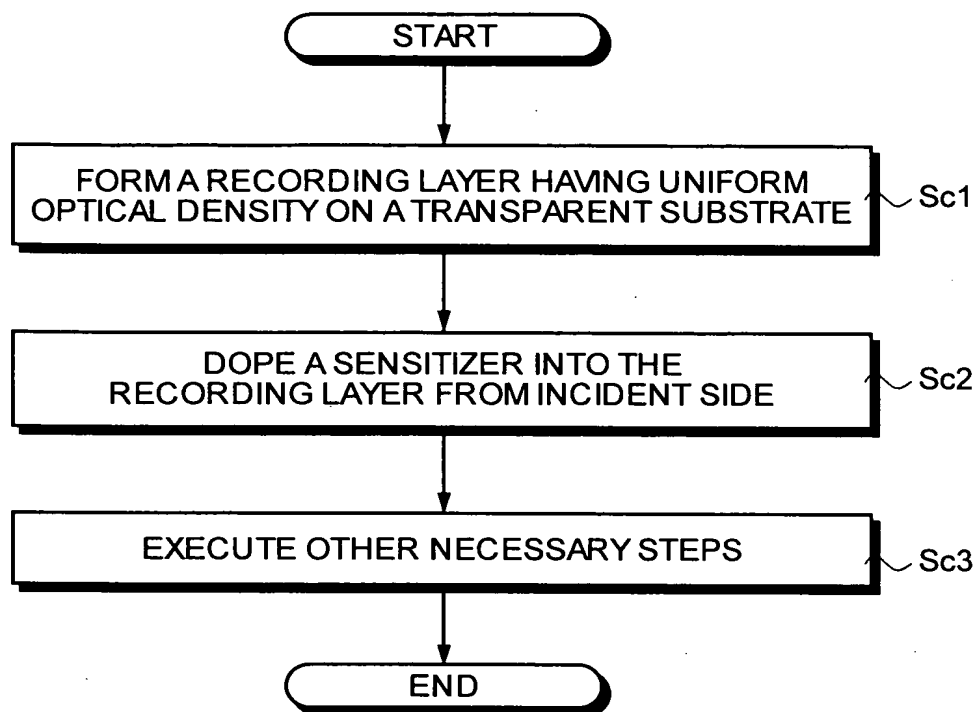 START
FORM A RECORDING LAYER HAVING UNIFORM
OPTICAL DENSITY ON A TRANSPARENT SUBSTRATE
Sc1
DOPE A SENSITIZER INTO THE
RECORDING LAYER FROM INCIDENT SIDE
Sc2
EXECUTE OTHER NECESSARY STEPS
Sc3
END